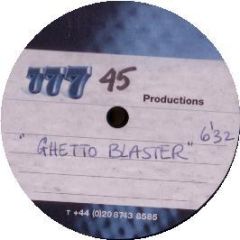 777 45
Productions
"GHETTO BLASTER" 6'32
T +44 (0)20 8743 8585